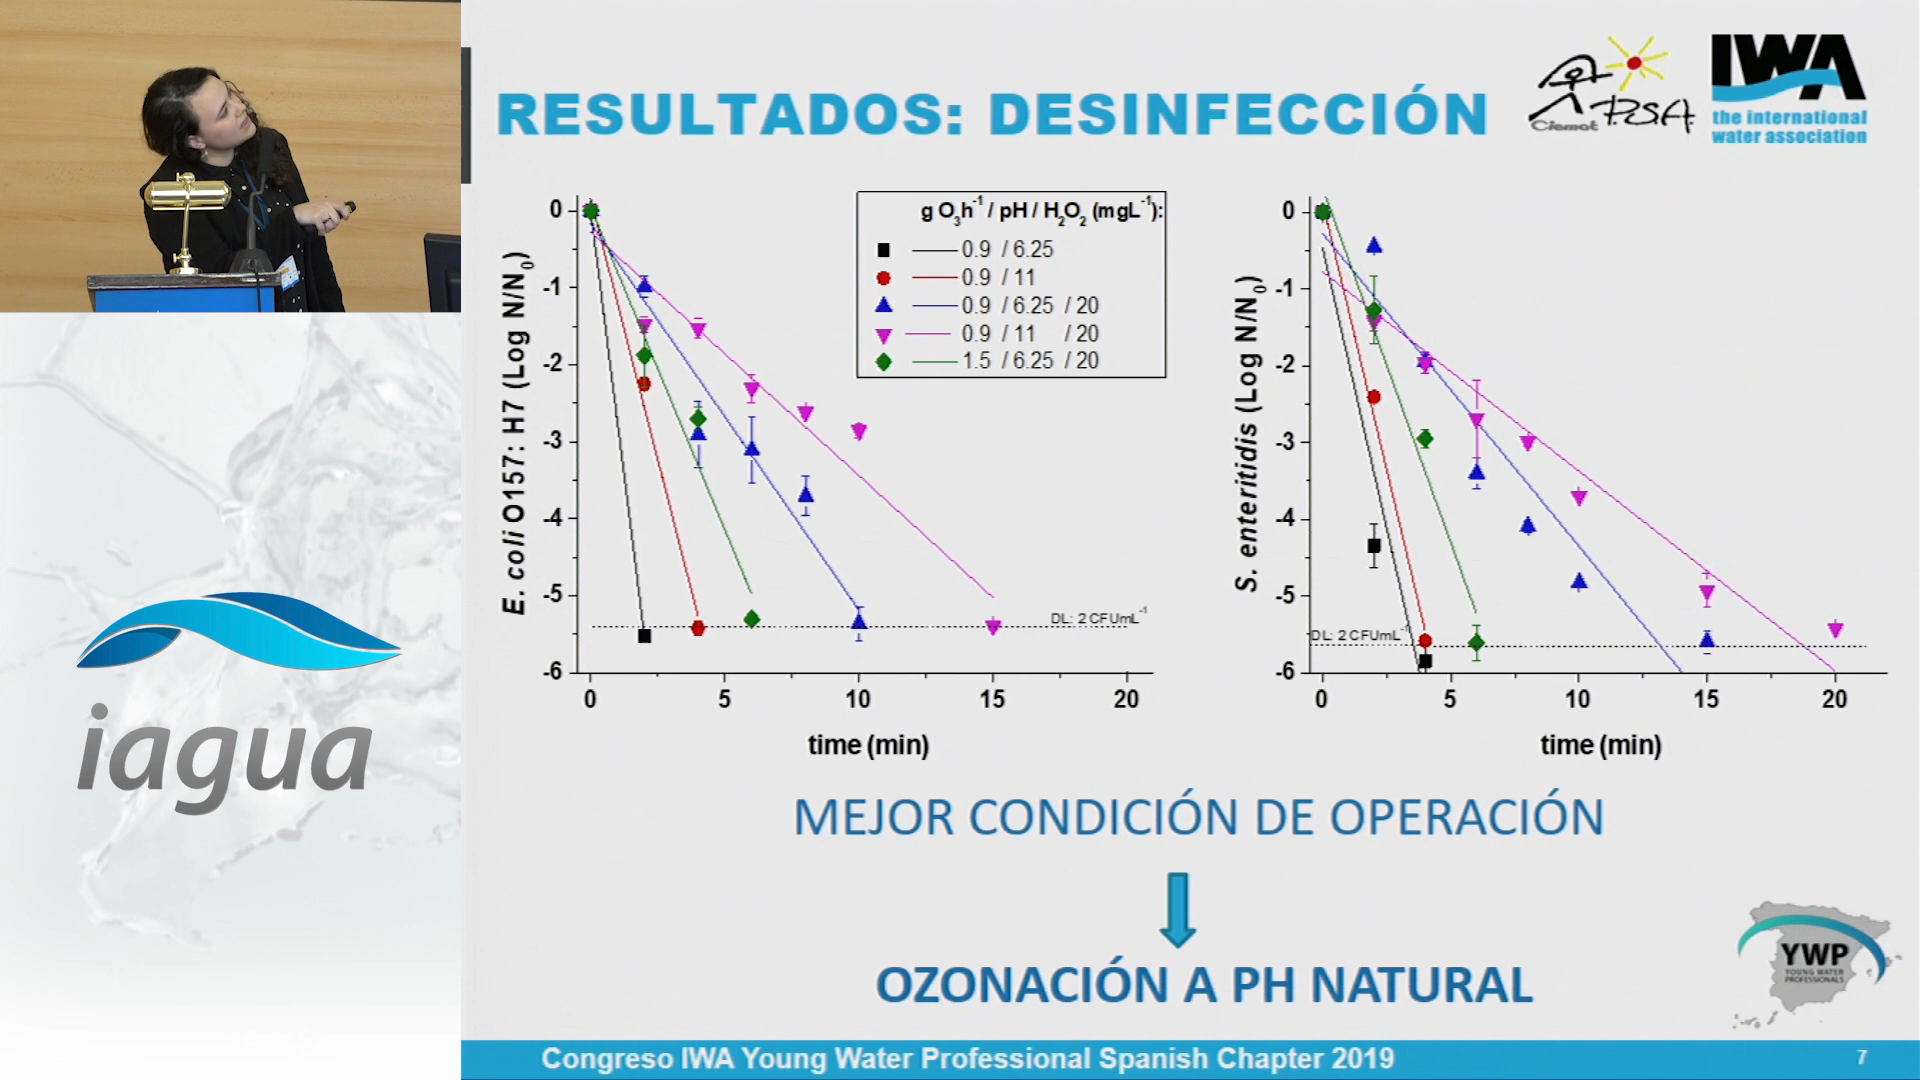 RESULTADOS: DESINFECCIÓN
Ciemat P.S.A.
IWA
the international
water association
g O3h-1 / pH / H2O2 (mgL-1):
0.9 / 6.25
0.9 / 11
0.9 / 6.25 / 20
0.9 / 11 / 20
1.5 / 6.25 / 20
E. coli O157: H7 (Log N/N0)
0
-1
-2
-3
-4
-5
-6
DL: 2 CFUmL-1
0 5 10 15 20
time (min)
S. enteritidis (Log N/N0)
0
-1
-2
-3
-4
-5
-6
DL: 2 CFUmL-1
0 5 10 15 20
time (min)
MEJOR CONDICIÓN DE OPERACIÓN
OZONACIÓN A PH NATURAL
iagua
YWP
YOUNG WATER
PROFESSIONALS
Congreso IWA Young Water Professional Spanish Chapter 2019
7